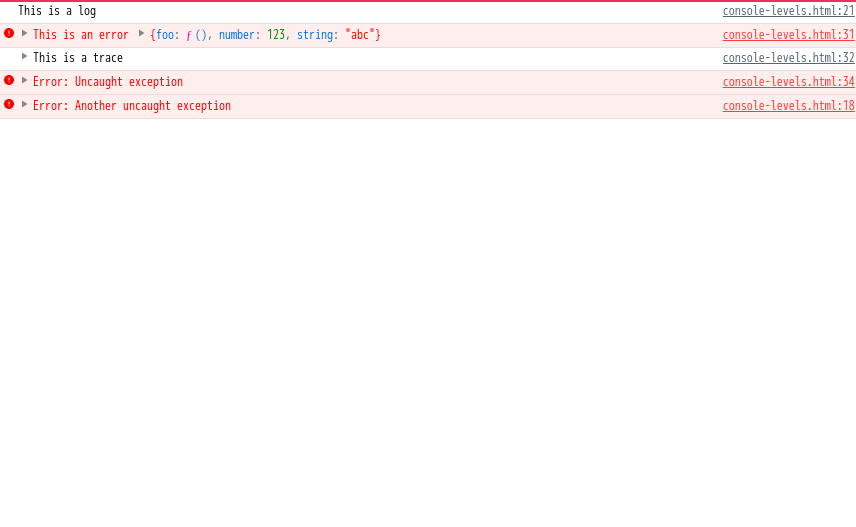 This is a log console-levels.html:21
This is an error {foo: ƒ (), number: 123, string: "abc"} console-levels.html:31
This is a trace console-levels.html:32
Error: Uncaught exception console-levels.html:34
Error: Another uncaught exception console-levels.html:18